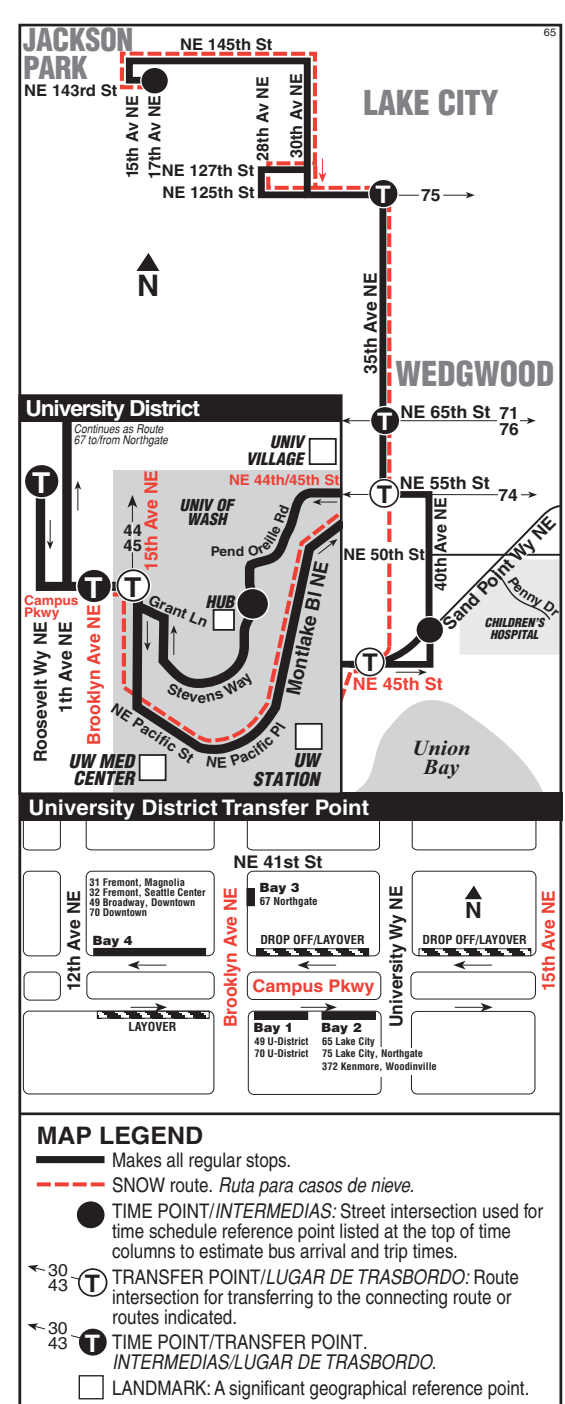 65
JACKSON
PARK
NE 145th St
NE 143rd St
15th Av NE
17th Av NE
28th Av NE
30th Av NE
LAKE CITY
NE 127th St
NE 125th St
T
75
N
35th Ave NE
WEDGWOOD
T
NE 65th St
71
76
T
NE 55th St
74
NE 50th St
40th Ave NE
Sand Point Wy NE
Penny Dr
CHILDREN'S
HOSPITAL
T
NE 45th St
Union
Bay
University District
Continues as Route
67 to/from Northgate
UNIV
VILLAGE
NE 44th/45th St
T
44
45
15th Ave NE
UNIV OF
WASH
Pend Oreille Rd
T
T
Campus
Pkwy
Grant Ln
HUB
Stevens Way
Montlake Bl NE
Roosevelt Wy NE
1th Ave NE
Brooklyn Ave NE
NE Pacific St
NE Pacific Pl
UW MED
CENTER
UW
STATION
University District Transfer Point
NE 41st St
31 Fremont, Magnolia
32 Fremont, Seattle Center
49 Broadway, Downtown
70 Downtown
Bay 4
Bay 3
67 Northgate
N
DROP OFF/LAYOVER
DROP OFF/LAYOVER
12th Ave NE
Brooklyn Ave NE
University Wy NE
15th Ave NE
Campus Pkwy
LAYOVER
Bay 1
49 U-District
70 U-District
Bay 2
65 Lake City
75 Lake City, Northgate
372 Kenmore, Woodinville
MAP LEGEND
Makes all regular stops.
SNOW route. Ruta para casos de nieve.
TIME POINT/INTERMEDIAS: Street intersection used for
time schedule reference point listed at the top of time
columns to estimate bus arrival and trip times.
30
43
T
TRANSFER POINT/LUGAR DE TRASBORDO: Route
intersection for transferring to the connecting route or
routes indicated.
30
43
T
TIME POINT/TRANSFER POINT.
INTERMEDIAS/LUGAR DE TRASBORDO.
LANDMARK: A significant geographical reference point.